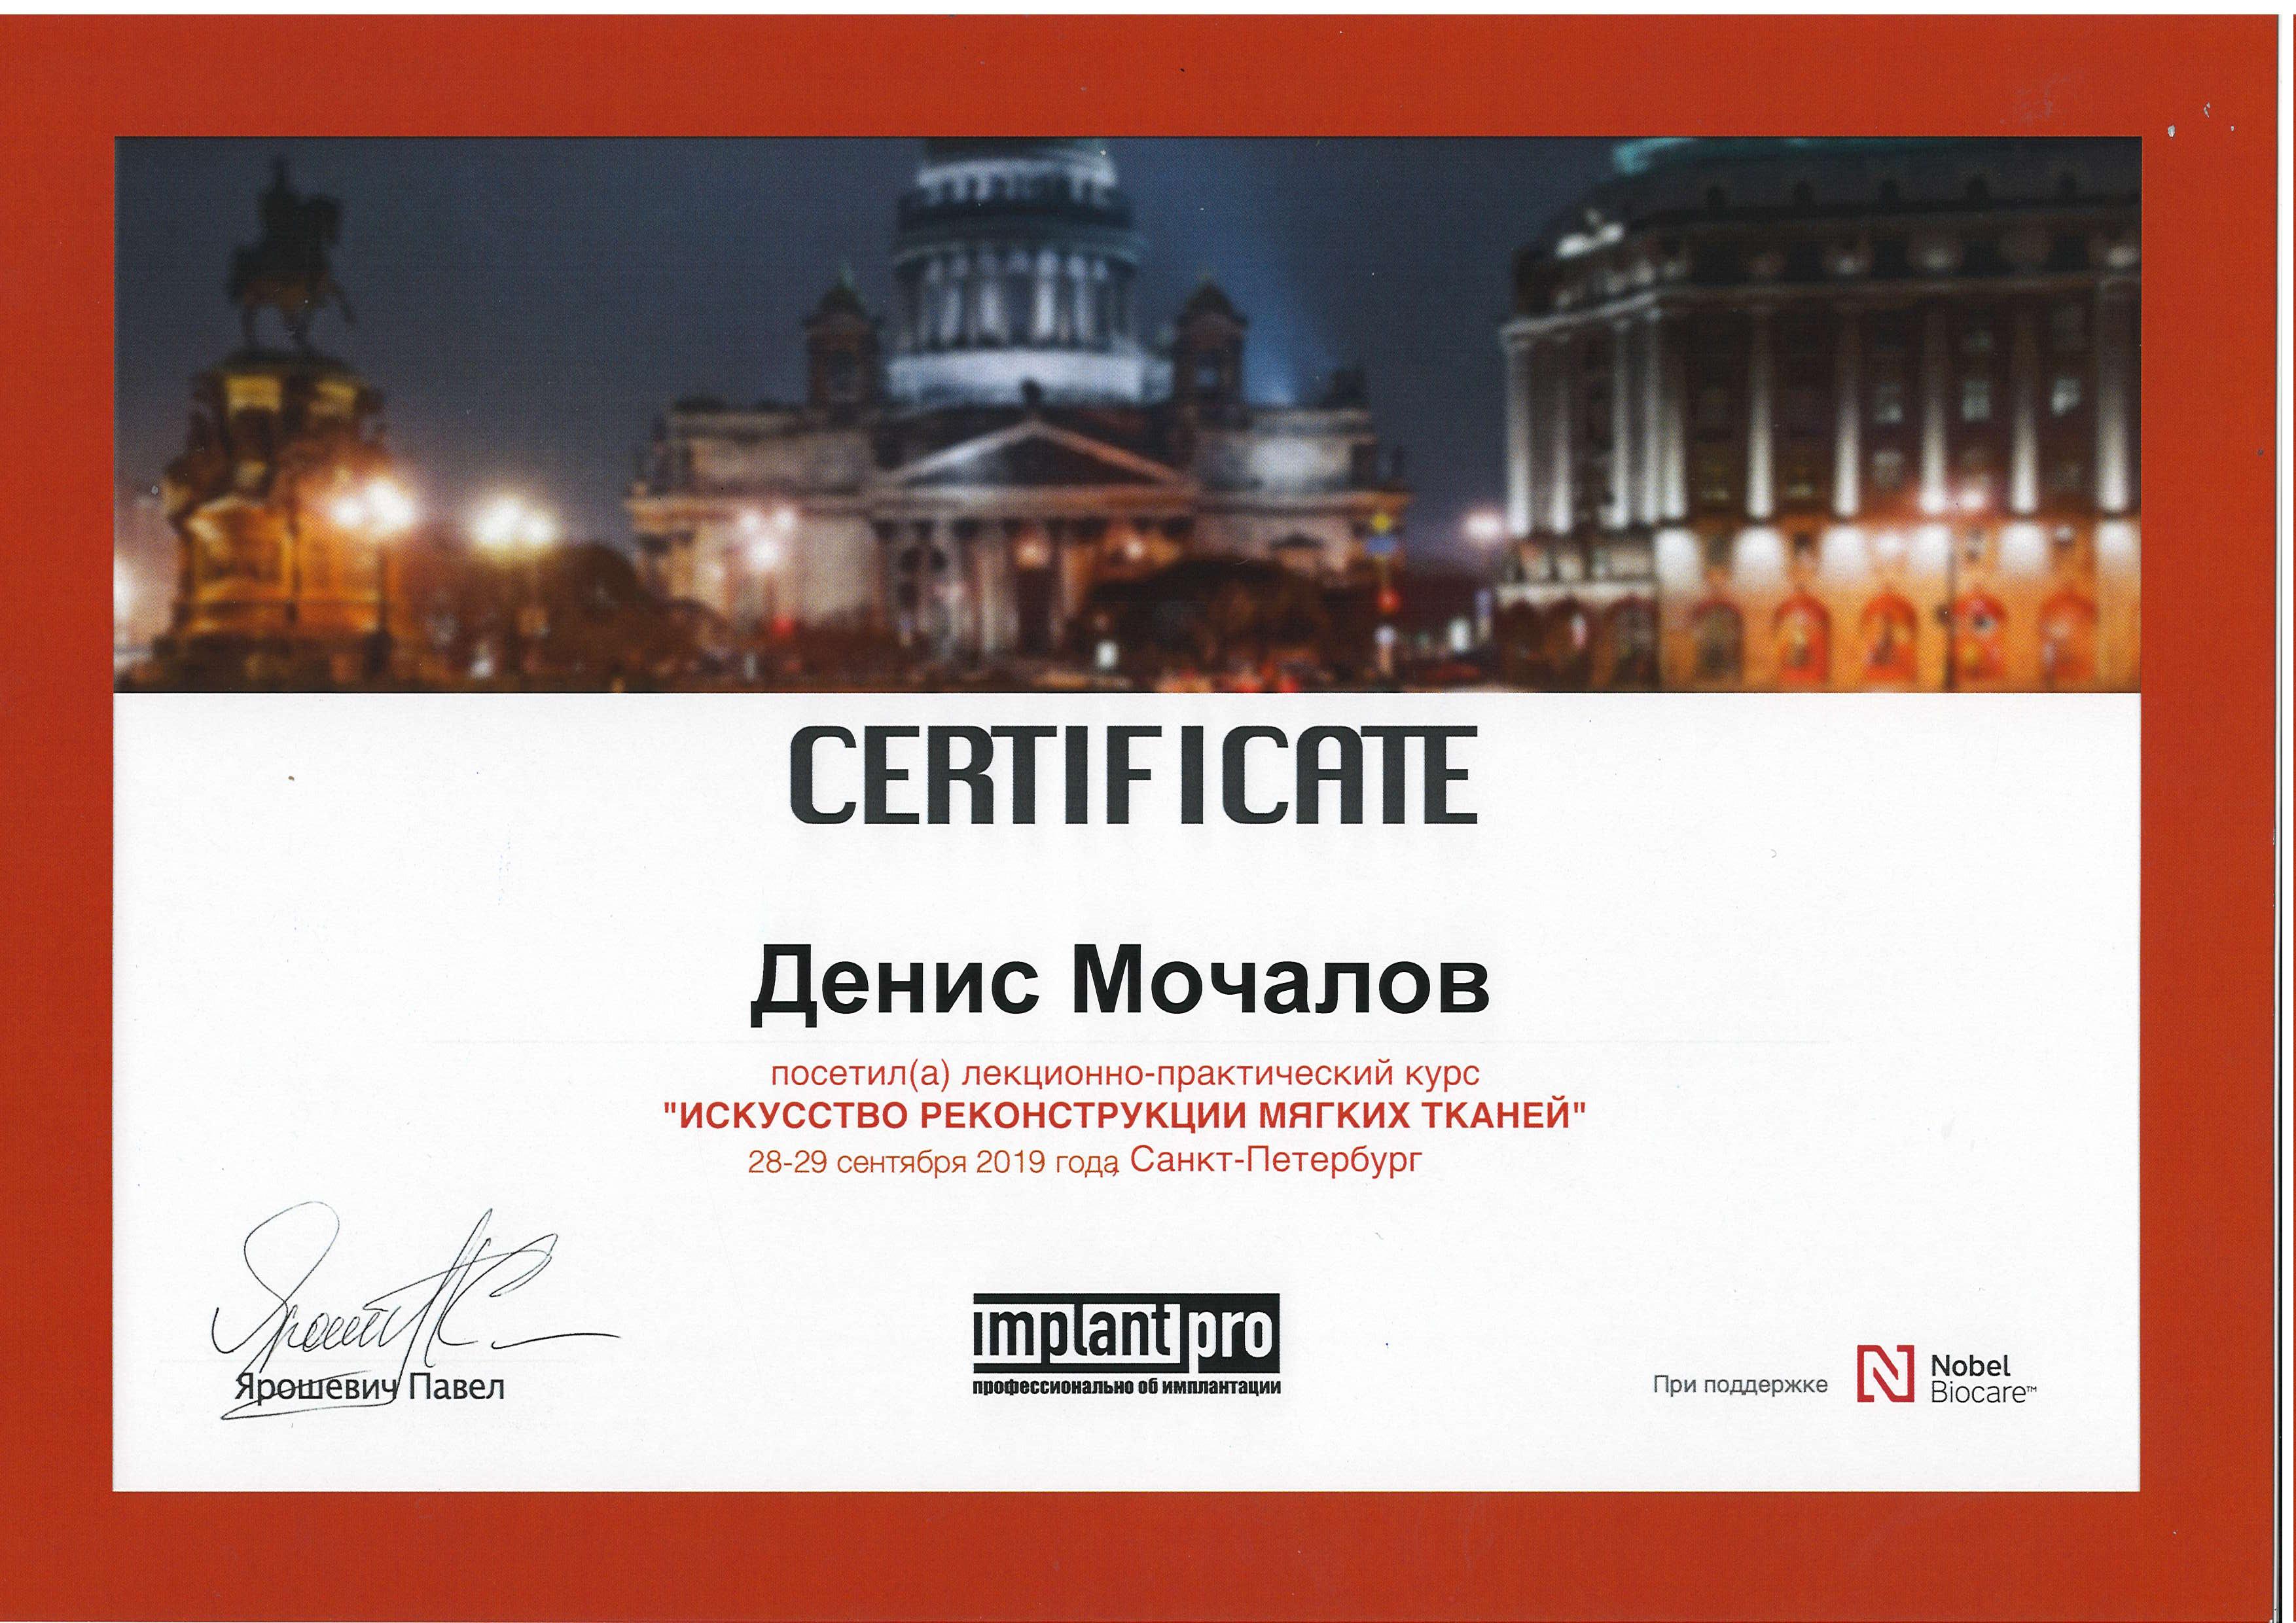 CERTIFICATE
Денис Мочалов
посетил(а) лекционно-практический курс
"ИСКУССТВО РЕКОНСТРУКЦИИ МЯГКИХ ТКАНЕЙ"
28-29 сентября 2019 года, Санкт-Петербург
Ярошевич Павел
implant pro
профессионально об имплантации
При поддержке
Nobel
Biocare™